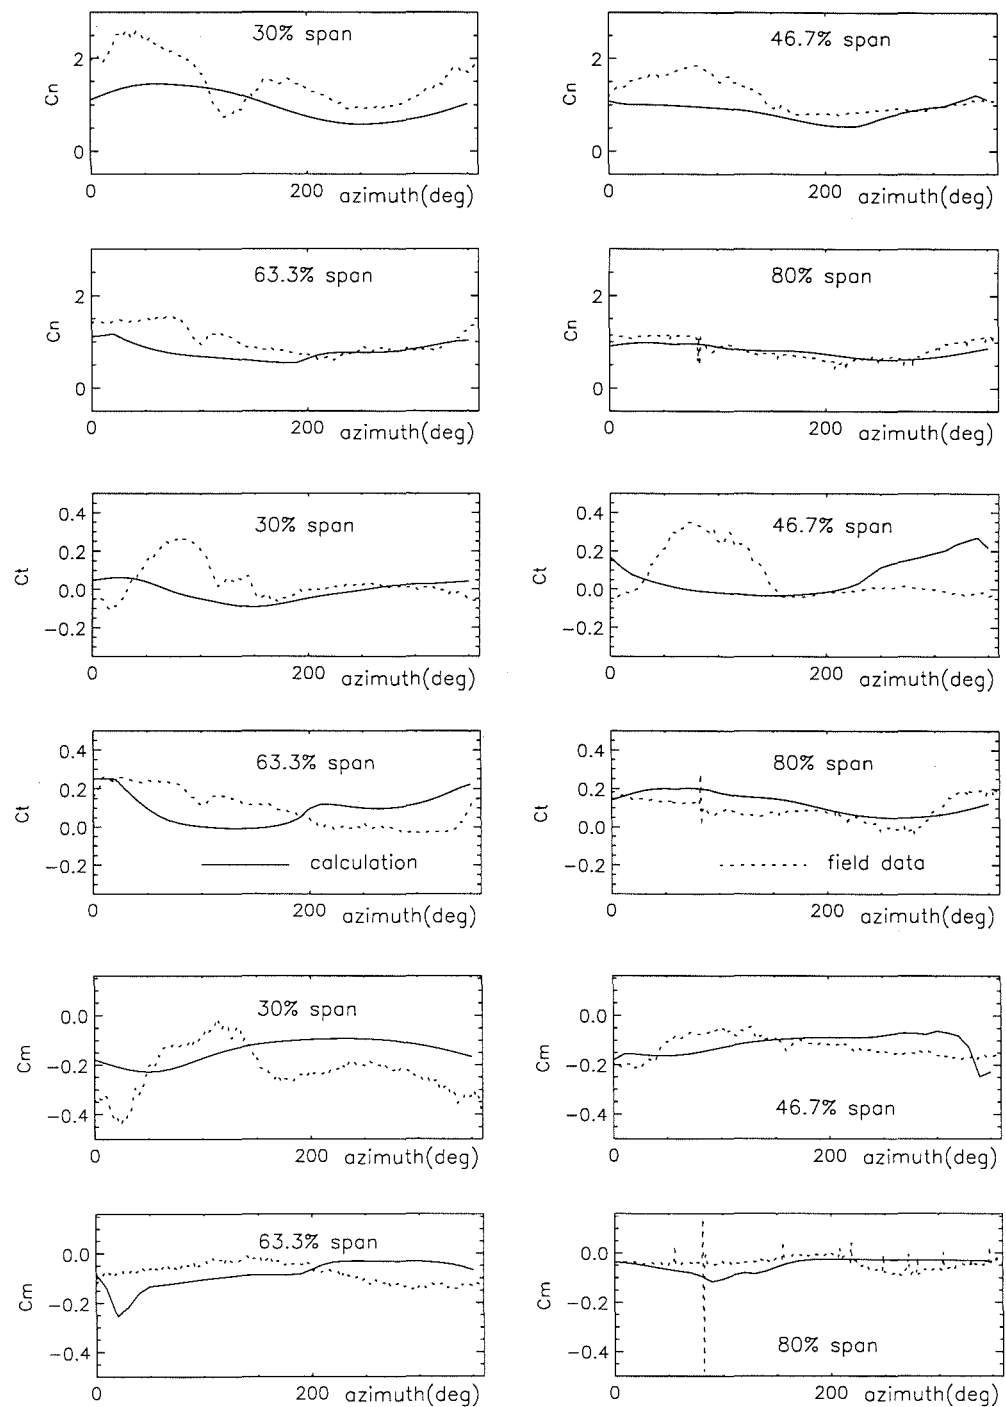 30% span
Cn
2
0
0
200
azimuth(deg)
46.7% span
Cn
2
0
0
200
azimuth(deg)
63.3% span
Cn
2
0
0
200
azimuth(deg)
80% span
Cn
2
0
0
200
azimuth(deg)
30% span
Ct
0.4
0.2
0.0
−0.2
0
200
azimuth(deg)
46.7% span
Ct
0.4
0.2
0.0
−0.2
0
200
azimuth(deg)
63.3% span
Ct
0.4
0.2
0.0
−0.2
calculation
0
200
azimuth(deg)
80% span
Ct
0.4
0.2
0.0
−0.2
field data
0
200
azimuth(deg)
30% span
Cm
0.0
−0.2
−0.4
0
200
azimuth(deg)
46.7% span
Cm
0.0
−0.2
−0.4
0
200
azimuth(deg)
63.3% span
Cm
0.0
−0.2
−0.4
0
200
azimuth(deg)
80% span
Cm
0.0
−0.2
−0.4
0
200
azimuth(deg)